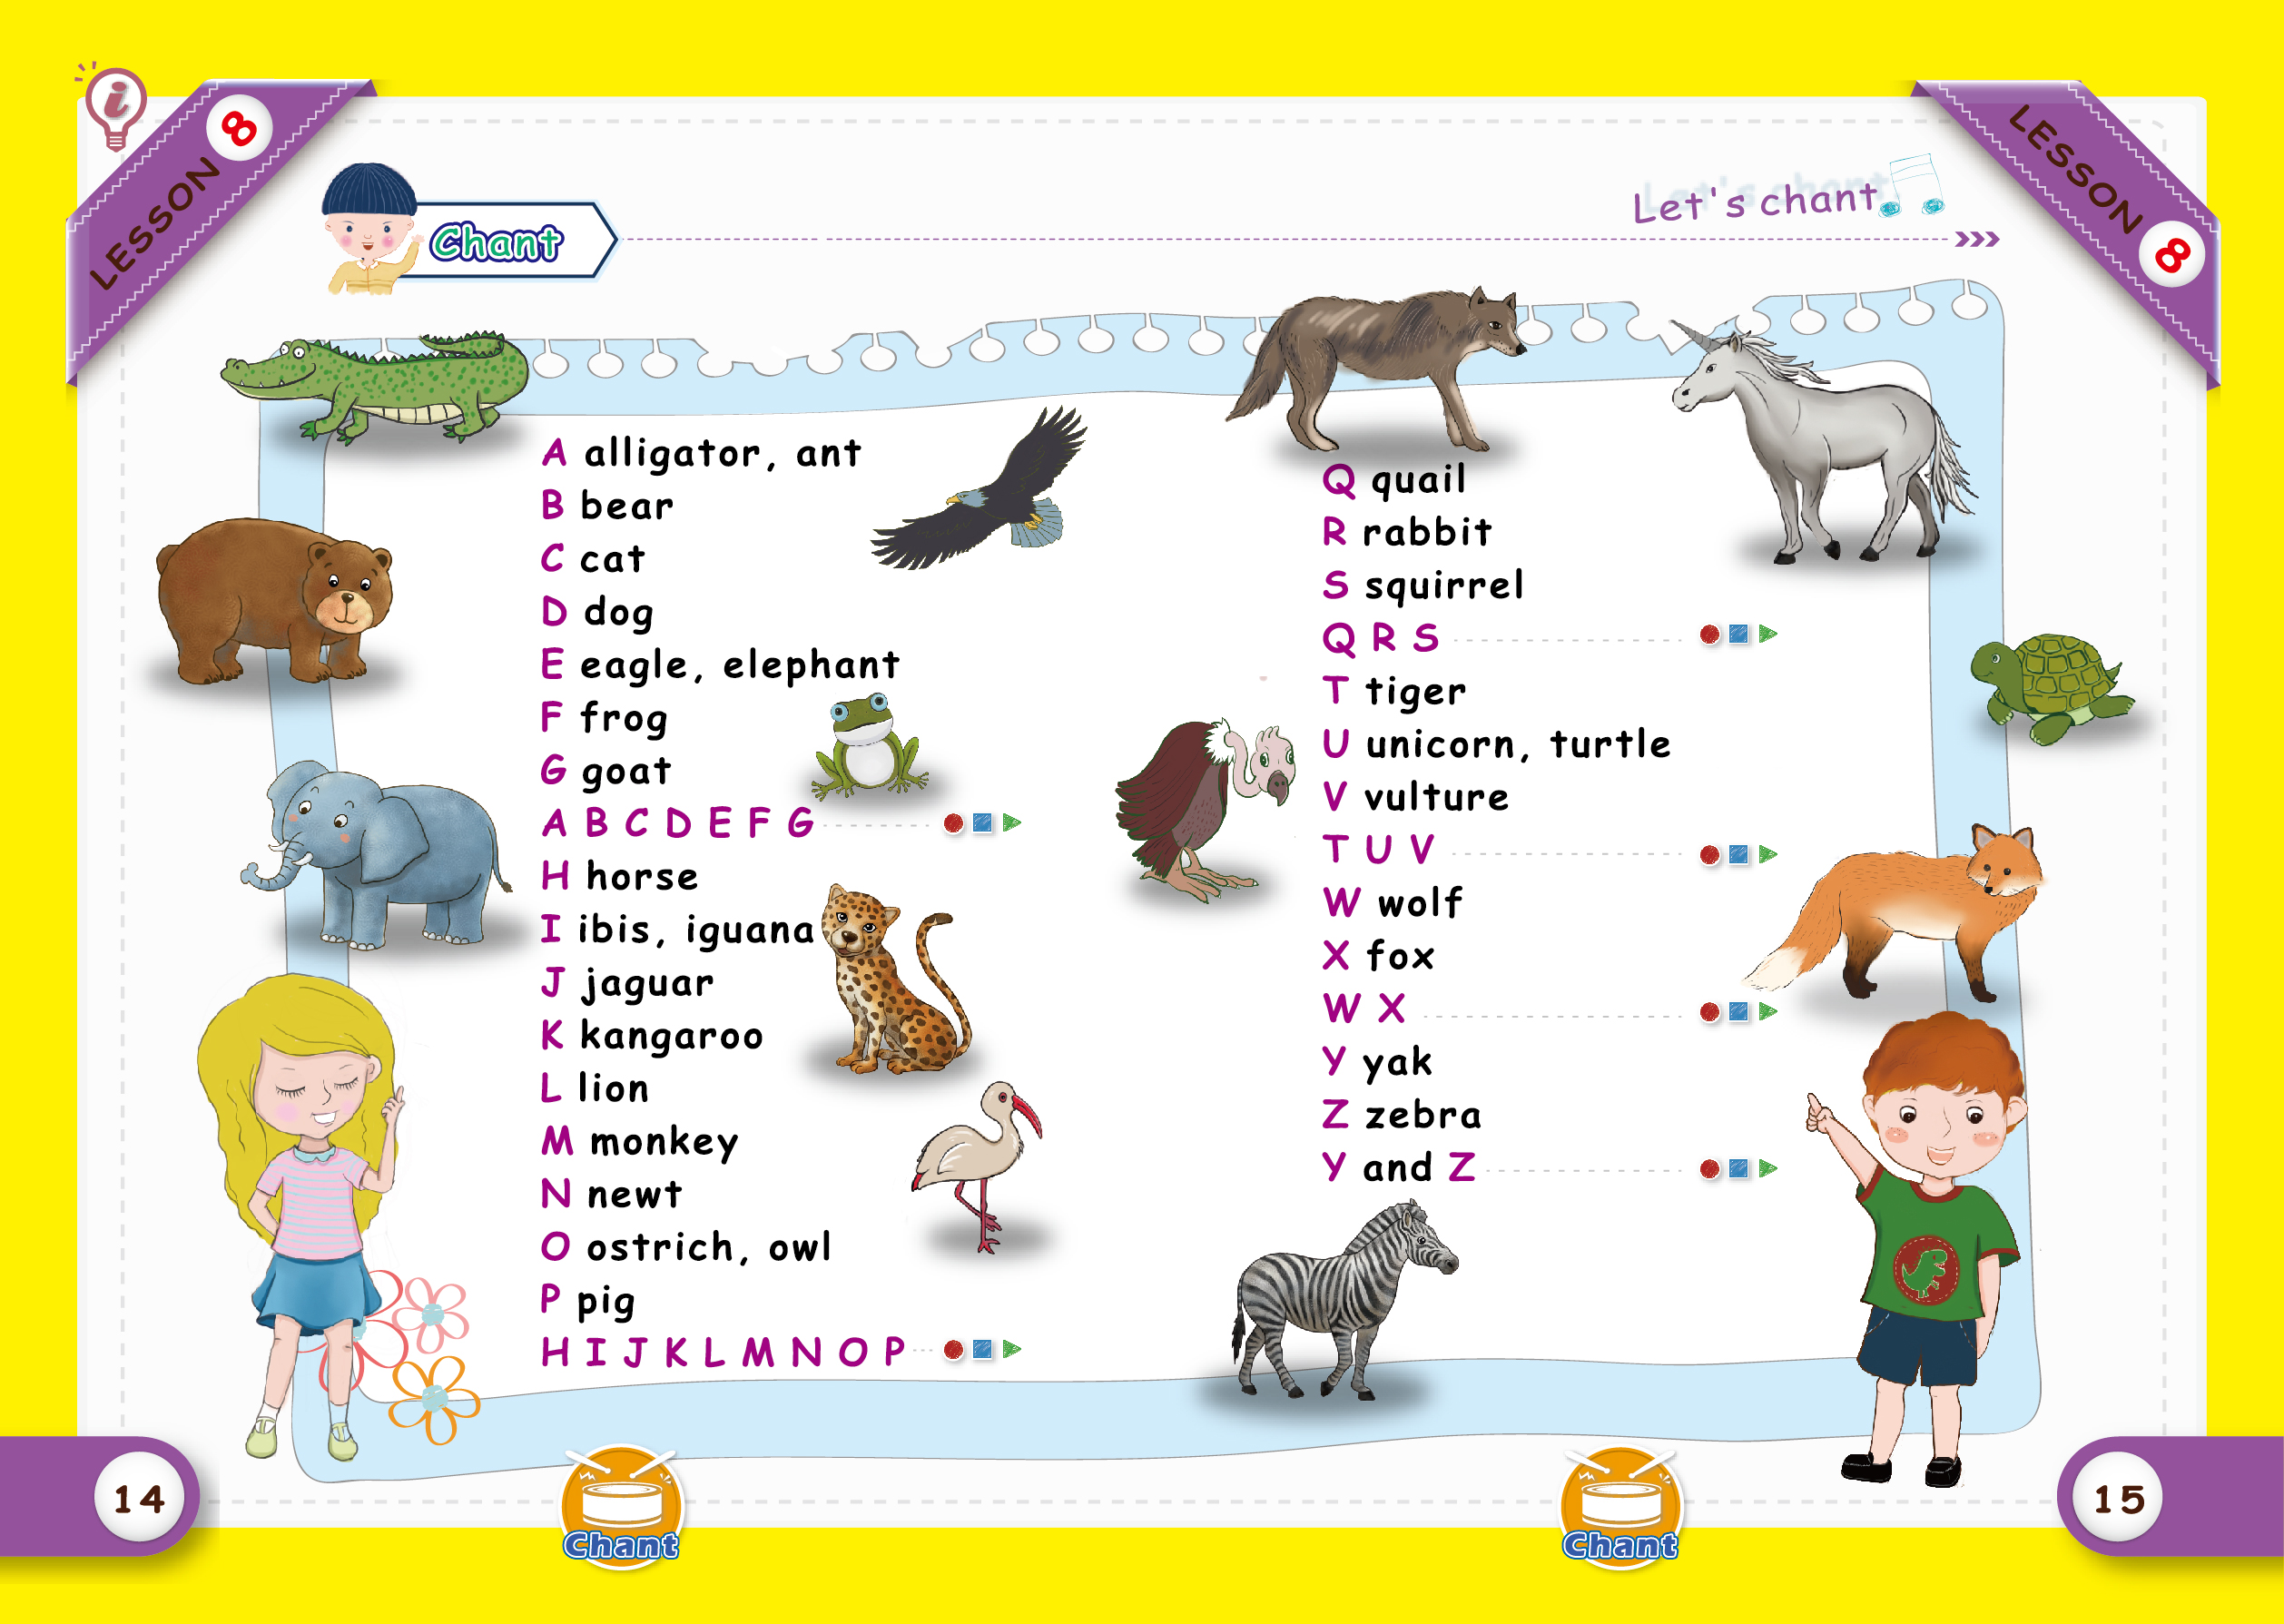 LESSON 8
Chant
Let's chant
LESSON 8
A alligator, ant
B bear
C cat
D dog
E eagle, elephant
F frog
G goat
A B C D E F G
H horse
I ibis, iguana
J jaguar
K kangaroo
L lion
M monkey
N newt
O ostrich, owl
P pig
H I J K L M N O P
Q quail
R rabbit
S squirrel
Q R S
T tiger
U unicorn, turtle
V vulture
T U V
W wolf
X fox
W X
Y yak
Z zebra
Y and Z
14
Chant
Chant
15